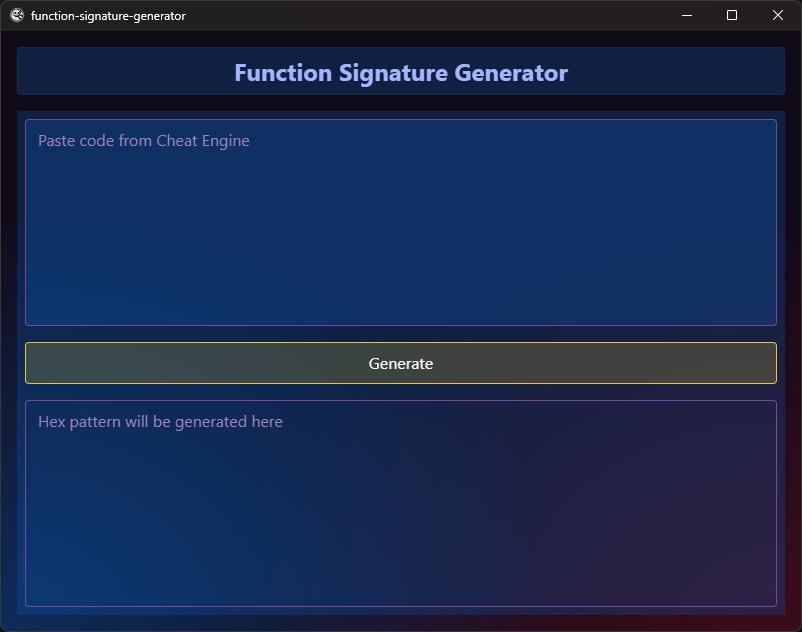 function-signature-generator
Function Signature Generator
Paste code from Cheat Engine
Generate
Hex pattern will be generated here